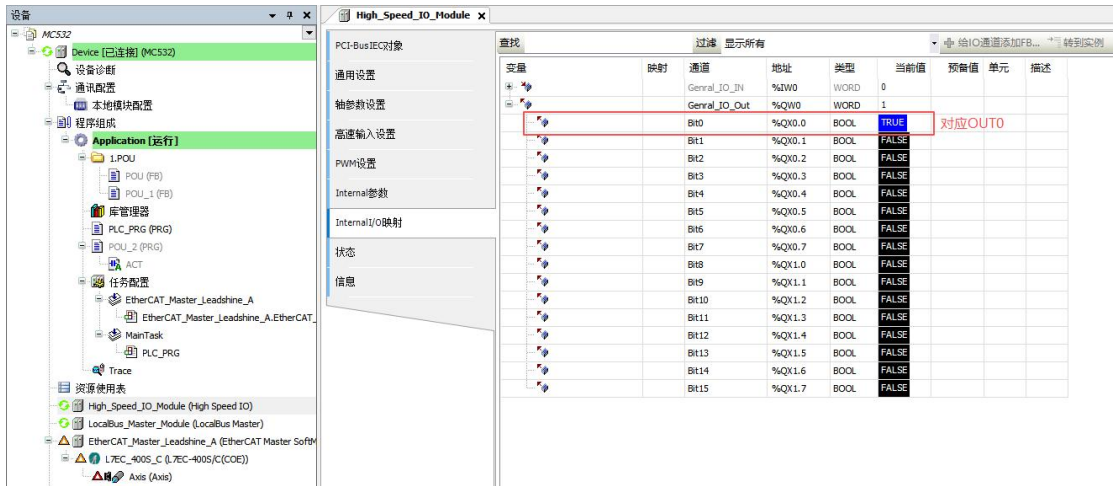 设备
MC532
Device [已连接] (MC532)
设备诊断
通讯配置
本地模块配置
程序组成
Application [运行]
1.POU
POU (FB)
POU_1 (FB)
库管理器
PLC_PRG (PRG)
POU_2 (PRG)
ACT
任务配置
EtherCAT_Master_Leadshine_A
EtherCAT_Master_Leadshine_A.EtherCAT_
MainTask
PLC_PRG
Trace
资源使用表
High_Speed_IO_Module (High Speed IO)
LocalBus_Master_Module (LocalBus Master)
EtherCAT_Master_Leadshine_A (EtherCAT Master SoftM
L7EC_400S_C (L7EC-400S/C(COE))
Axis (Axis)
High_Speed_IO_Module
PCI-BusIEC对象
通用设置
轴参数设置
高速输入设置
PWM设置
Internal参数
InternalI/O映射
状态
信息
查找 过滤 显示所有 给IO通道添加FB... 转到实例
变量 映射 通道 地址 类型 当前值 预备值 单元 描述
Genral_IO_IN %IW0 WORD 0
Genral_IO_Out %QW0 WORD 1
Bit0 %QX0.0 BOOL TRUE 对应OUT0
Bit1 %QX0.1 BOOL FALSE
Bit2 %QX0.2 BOOL FALSE
Bit3 %QX0.3 BOOL FALSE
Bit4 %QX0.4 BOOL FALSE
Bit5 %QX0.5 BOOL FALSE
Bit6 %QX0.6 BOOL FALSE
Bit7 %QX0.7 BOOL FALSE
Bit8 %QX1.0 BOOL FALSE
Bit9 %QX1.1 BOOL FALSE
Bit10 %QX1.2 BOOL FALSE
Bit11 %QX1.3 BOOL FALSE
Bit12 %QX1.4 BOOL FALSE
Bit13 %QX1.5 BOOL FALSE
Bit14 %QX1.6 BOOL FALSE
Bit15 %QX1.7 BOOL FALSE